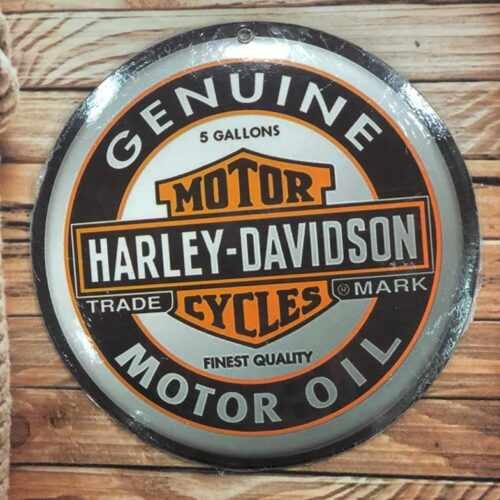 GENUINE
5 GALLONS
MOTOR
HARLEY-DAVIDSON
TRADE MARK
CYCLES
FINEST QUALITY
MOTOR OIL